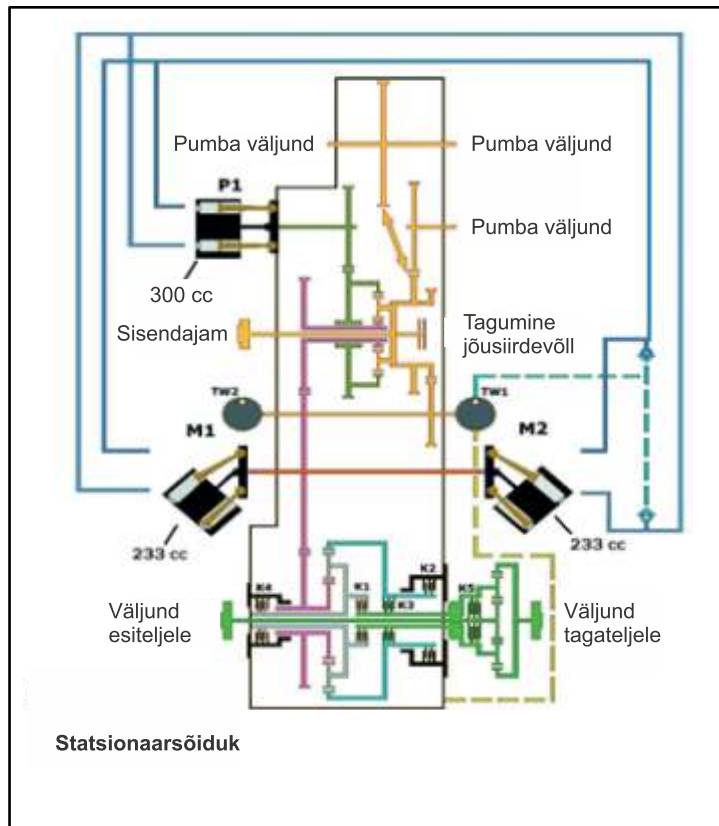 Pumba väljund
Pumba väljund
P1
Pumba väljund
300 cc
Sisendajam
Tagumine
jõusiirdevõll
TW2
TW1
M1
M2
233 cc
233 cc
K4
K1
K2
K3
K5
Väljund
esiteljele
Väljund
tagateljele
Statsionaarsõiduk